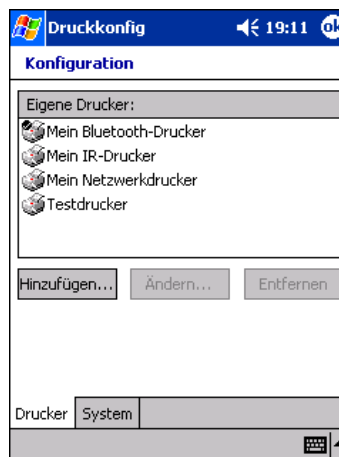 Druckkonfig 19:11 ok
Konfiguration
Eigene Drucker:
Mein Bluetooth-Drucker
Mein IR-Drucker
Mein Netzwerkdrucker
Testdrucker
Hinzufügen... Ändern... Entfernen
Drucker System